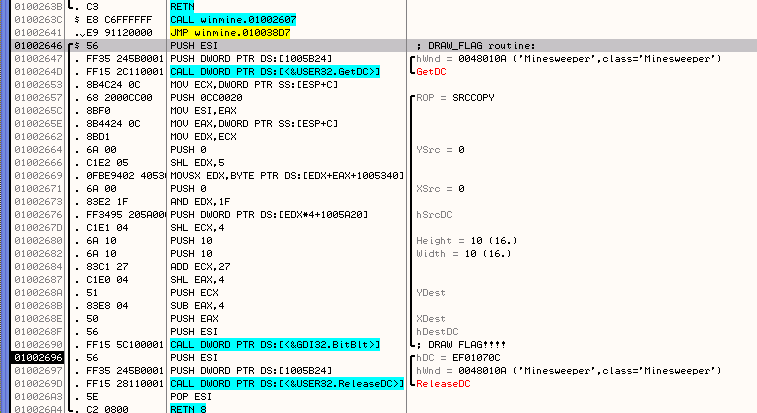 0100263B . C3 RETN
0100263C $ E8 C6FFFFFF CALL winmine.01002607
01002641 .-E9 91120000 JMP winmine.010038D7
01002646 $ 56 PUSH ESI ; DRAW_FLAG routine:
01002647 . FF35 245B0001 PUSH DWORD PTR DS:[1005B24] hWnd = 0048010A ('Minesweeper',class='Minesweeper')
0100264D . FF15 2C110001 CALL DWORD PTR DS:[<&USER32.GetDC>] GetDC
01002653 . 8B4C24 0C MOV ECX,DWORD PTR SS:[ESP+C]
01002657 . 68 2000CC00 PUSH 0CC0020 ROP = SRCCOPY
0100265C . 8BF0 MOV ESI,EAX
0100265E . 8B4424 0C MOV EAX,DWORD PTR SS:[ESP+C]
01002662 . 8BD1 MOV EDX,ECX
01002664 . 6A 00 PUSH 0 YSrc = 0
01002666 . C1E2 05 SHL EDX,5
01002669 . 0FBE9402 4053 MOVSX EDX,BYTE PTR DS:[EDX+EAX+1005340]
01002671 . 6A 00 PUSH 0 XSrc = 0
01002673 . 83E2 1F AND EDX,1F
01002676 . FF3495 205A00 PUSH DWORD PTR DS:[EDX*4+1005A20] hSrcDC
0100267D . C1E1 04 SHL ECX,4
01002680 . 6A 10 PUSH 10 Height = 10 (16.)
01002682 . 6A 10 PUSH 10 Width = 10 (16.)
01002684 . 83C1 27 ADD ECX,27
01002687 . C1E0 04 SHL EAX,4
0100268A . 51 PUSH ECX YDest
0100268B . 83E8 04 SUB EAX,4
0100268E . 50 PUSH EAX XDest
0100268F . 56 PUSH ESI hDestDC
01002690 . FF15 5C100001 CALL DWORD PTR DS:[<&GDI32.BitBlt>] ; DRAW FLAG!!!!
01002696 . 56 PUSH ESI hDC = EF01070C
01002697 . FF35 245B0001 PUSH DWORD PTR DS:[1005B24] hWnd = 0048010A ('Minesweeper',class='Minesweeper')
0100269D . FF15 28110001 CALL DWORD PTR DS:[<&USER32.ReleaseDC>] ReleaseDC
010026A3 . 5E POP ESI
010026A4 . C2 0800 RETN 8